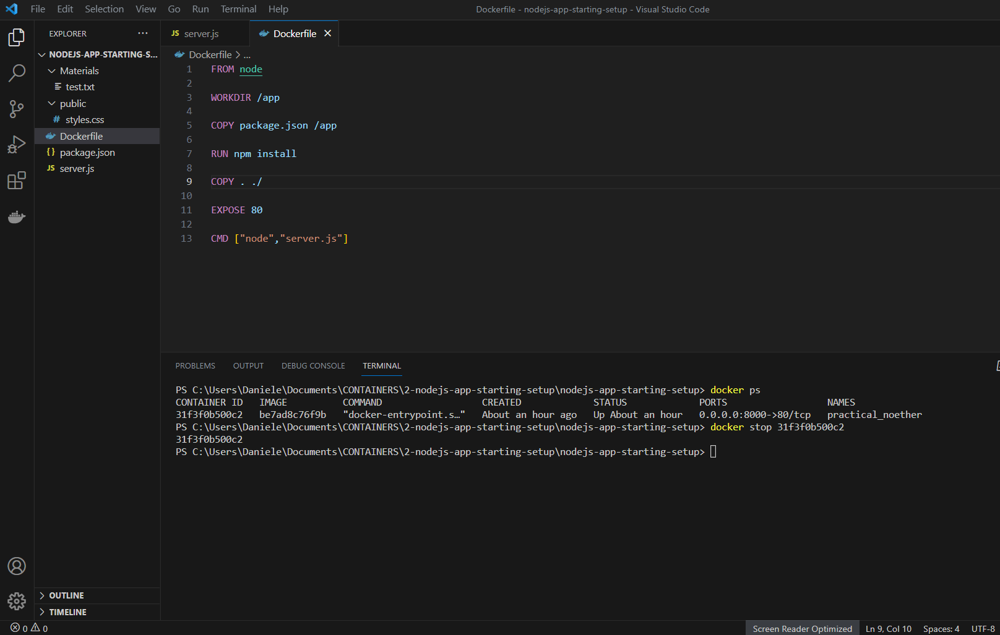 File Edit Selection View Go Run Terminal Help
Dockerfile - nodejs-app-starting-setup - Visual Studio Code
EXPLORER ...
NODEJS-APP-STARTING-S...
Materials
test.txt
public
# styles.css
Dockerfile
{} package.json
JS server.js
OUTLINE
TIMELINE
JS server.js
Dockerfile
Dockerfile > ...
1 FROM node
2
3 WORKDIR /app
4
5 COPY package.json /app
6
7 RUN npm install
8
9 COPY . ./
10
11 EXPOSE 80
12
13 CMD ["node","server.js"]
PROBLEMS OUTPUT DEBUG CONSOLE TERMINAL
PS C:\Users\Daniele\Documents\CONTAINERS\2-nodejs-app-starting-setup\nodejs-app-starting-setup> docker ps
CONTAINER ID IMAGE COMMAND CREATED STATUS PORTS NAMES
31f3f0b500c2 be7ad8c76f9b "docker-entrypoint.s…" About an hour ago Up About an hour 0.0.0.0:8000->80/tcp practical_noether
PS C:\Users\Daniele\Documents\CONTAINERS\2-nodejs-app-starting-setup\nodejs-app-starting-setup> docker stop 31f3f0b500c2
31f3f0b500c2
PS C:\Users\Daniele\Documents\CONTAINERS\2-nodejs-app-starting-setup\nodejs-app-starting-setup>
0 0
Screen Reader Optimized Ln 9, Col 10 Spaces: 4 UTF-8